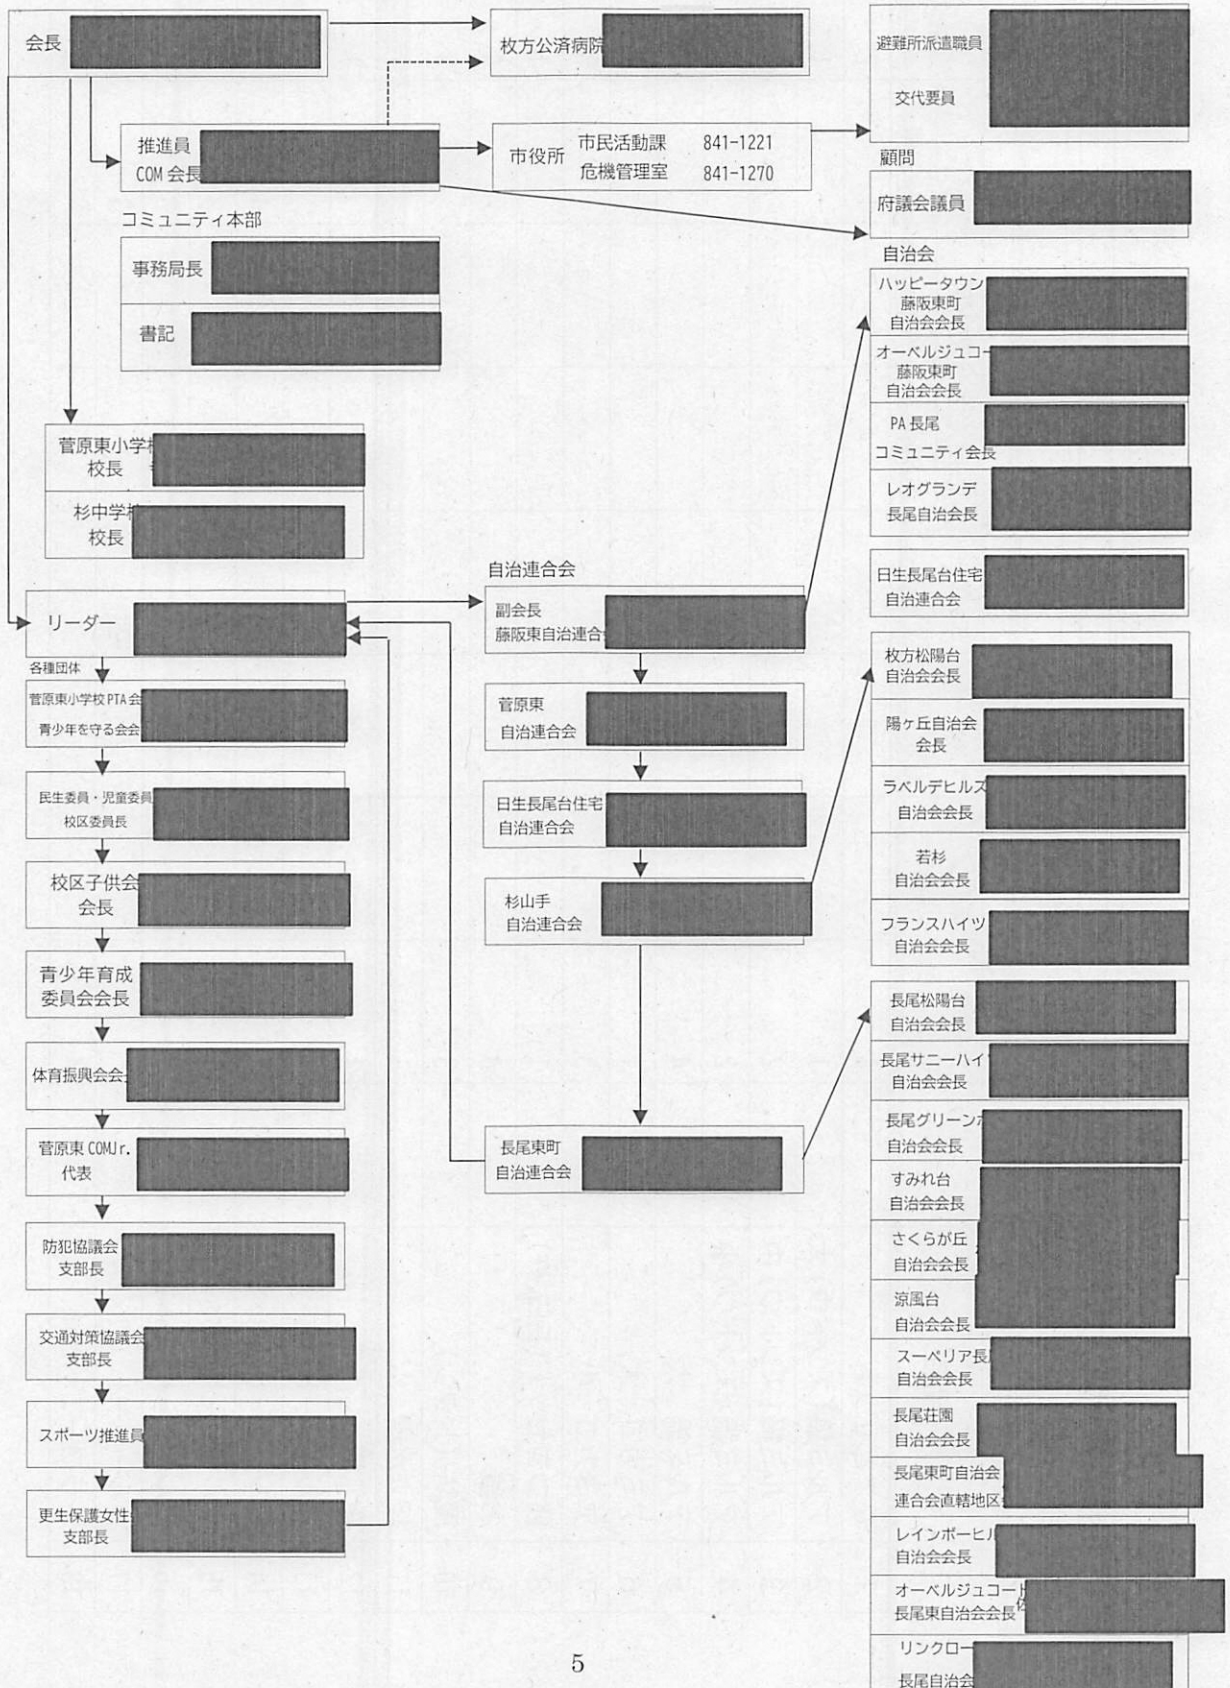 会長
枚方公済病院
避難所派遣職員
交代要員
推進員
COM 会長
市役所
市民活動課 841-1221
危機管理室 841-1270
顧問
府議会議員
コミュニティ本部
事務局長
書記
自治会
ハッピータウン
藤阪東町
自治会会長
オーベルジュコー
藤阪東町
自治会会長
PA 長尾
コミュニティ会長
レオグランデ
長尾自治会長
日生長尾台住宅
自治連合会
菅原東小学校
校長
杉中学校
校長
リーダー
各種団体
菅原東小学校 PTA 会
青少年を守る会会
民生委員・児童委員
校区委員長
校区子供会
会長
青少年育成
委員会会長
体育振興会会
菅原東 COMJr.
代表
防犯協議会
支部長
交通対策協議会
支部長
スポーツ推進員
更生保護女性
支部長
自治連合会
副会長
藤阪東自治連合
菅原東
自治連合会
日生長尾台住宅
自治連合会
杉山手
自治連合会
長尾東町
自治連合会
枚方松陽台
自治会会長
陽ヶ丘自治会
会長
ラベルデヒルズ
自治会会長
若杉
自治会会長
フランスハイツ
自治会会長
長尾松陽台
自治会会長
長尾サニーハイ
自治会会長
長尾グリーン
自治会会長
すみれ台
自治会会長
さくらが丘
自治会会長
涼風台
自治会会長
スーペリア長
自治会会長
長尾荘園
自治会会長
長尾東町自治会
連合会直轄地区
レインボーヒル
自治会会長
オーベルジュコート
長尾東自治会会長
リンクロー
長尾自治会
5